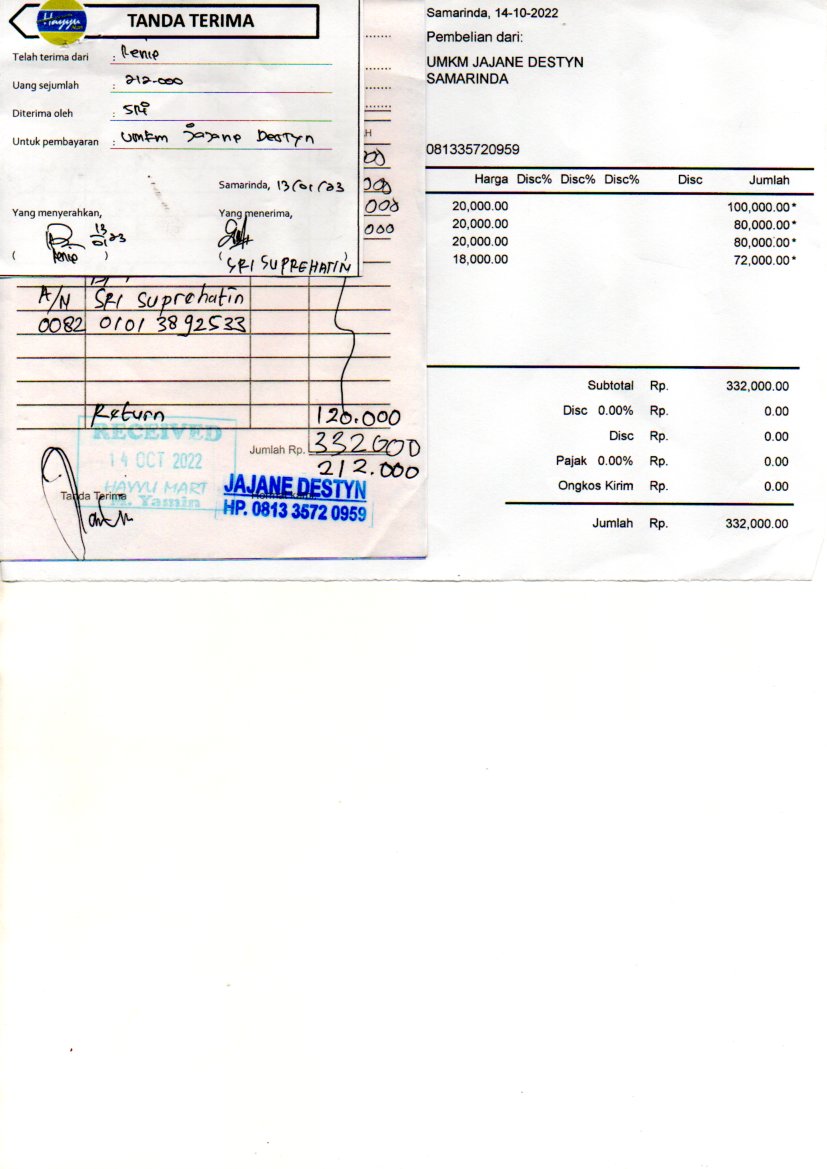 Hayyu
TANDA TERIMA
Telah terima dari :
Uang sejumlah : 212.000
Diterima oleh : SRi
Untuk pembayaran : Umkm Jajane Destyn
Samarinda, 13/01/23
Yang menyerahkan,
Yang menerima,
13
01 23
( )
(SRI SUPREHATIN)
H
000
000
000
A/N SRI Suprehatin
0082 0101 3892533
Return 120.000
Jumlah Rp. 332000
212.000
RECEIVED
14 OCT 2022
HAYYU MART
M. Yamin
Tanda Terima
JAJANE DESTYN
HP. 0813 3572 0959
Samarinda, 14-10-2022
Pembelian dari:
UMKM JAJANE DESTYN
SAMARINDA
081335720959
Harga Disc% Disc% Disc% Disc Jumlah
20,000.00 100,000.00*
20,000.00 80,000.00*
20,000.00 80,000.00*
18,000.00 72,000.00*
Subtotal Rp. 332,000.00
Disc 0.00% Rp. 0.00
Disc Rp. 0.00
Pajak 0.00% Rp. 0.00
Ongkos Kirim Rp. 0.00
Jumlah Rp. 332,000.00